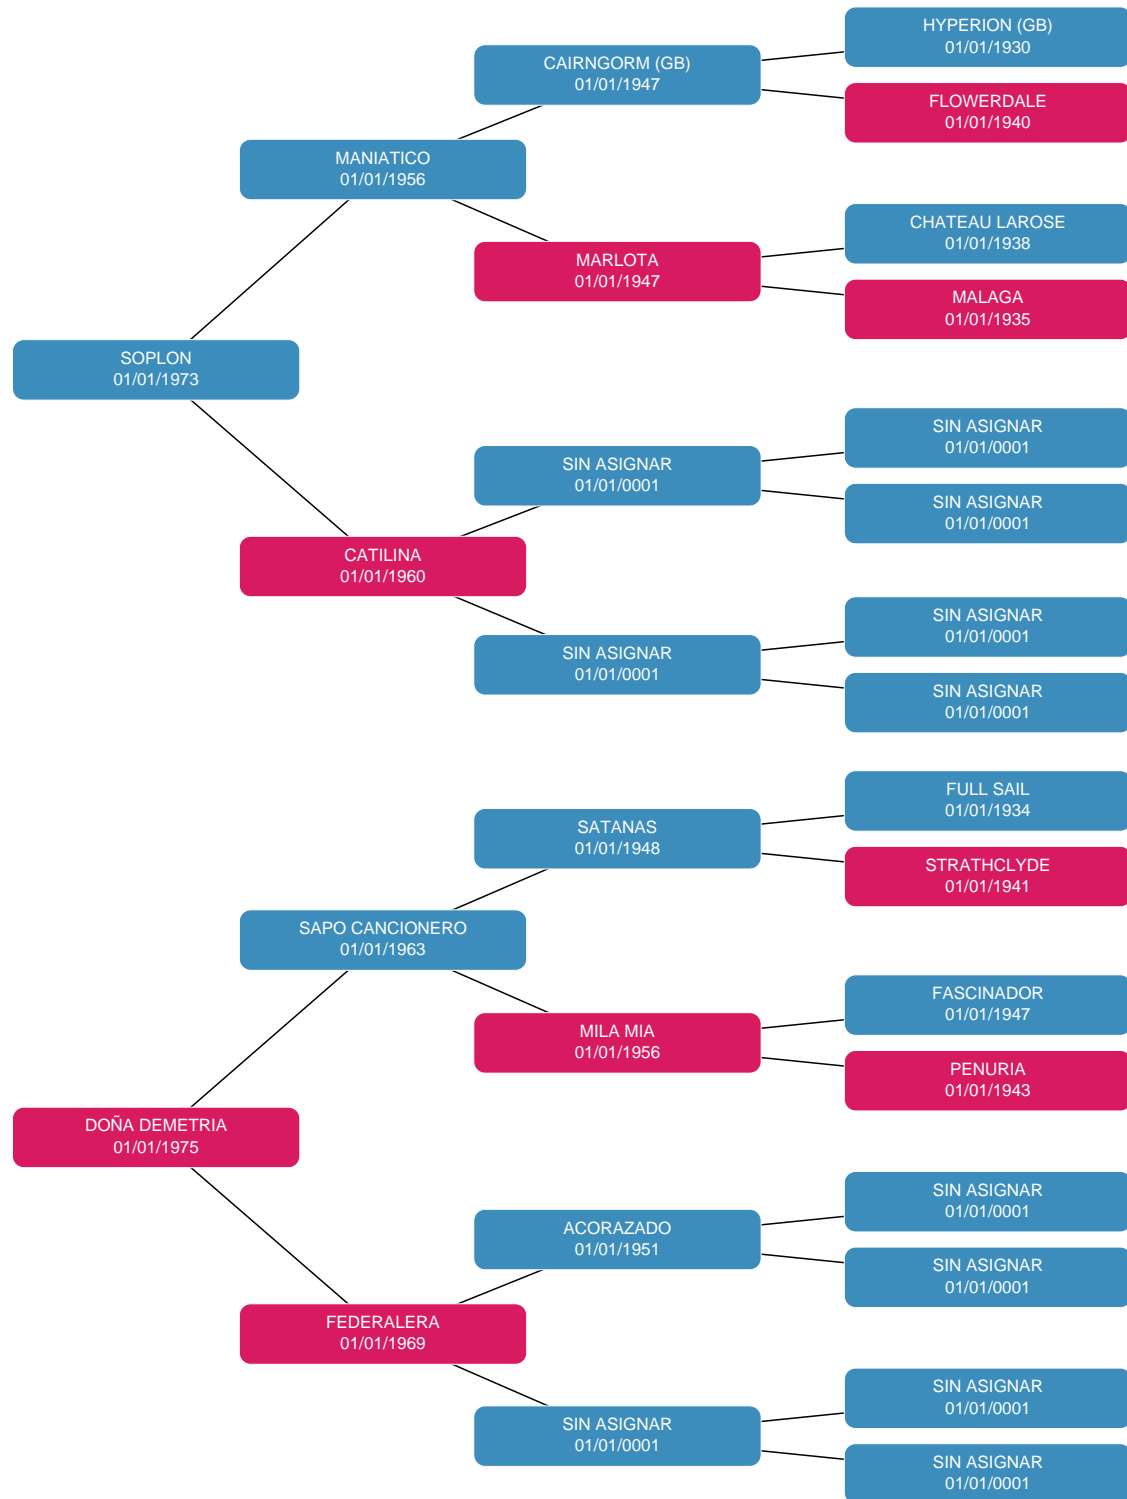 HYPERION (GB)
01/01/1930
CAIRNGORM (GB)
01/01/1947
FLOWERDALE
01/01/1940
MANIATICO
01/01/1956
CHATEAU LAROSE
01/01/1938
MARLOTA
01/01/1947
MALAGA
01/01/1935
SOPLON
01/01/1973
SIN ASIGNAR
01/01/0001
SIN ASIGNAR
01/01/0001
SIN ASIGNAR
01/01/0001
CATILINA
01/01/1960
SIN ASIGNAR
01/01/0001
SIN ASIGNAR
01/01/0001
SIN ASIGNAR
01/01/0001
FULL SAIL
01/01/1934
SATANAS
01/01/1948
STRATHCLYDE
01/01/1941
SAPO CANCIONERO
01/01/1963
FASCINADOR
01/01/1947
MILA MIA
01/01/1956
PENURIA
01/01/1943
DOÑA DEMETRIA
01/01/1975
SIN ASIGNAR
01/01/0001
ACORAZADO
01/01/1951
SIN ASIGNAR
01/01/0001
FEDERALERA
01/01/1969
SIN ASIGNAR
01/01/0001
SIN ASIGNAR
01/01/0001
SIN ASIGNAR
01/01/0001